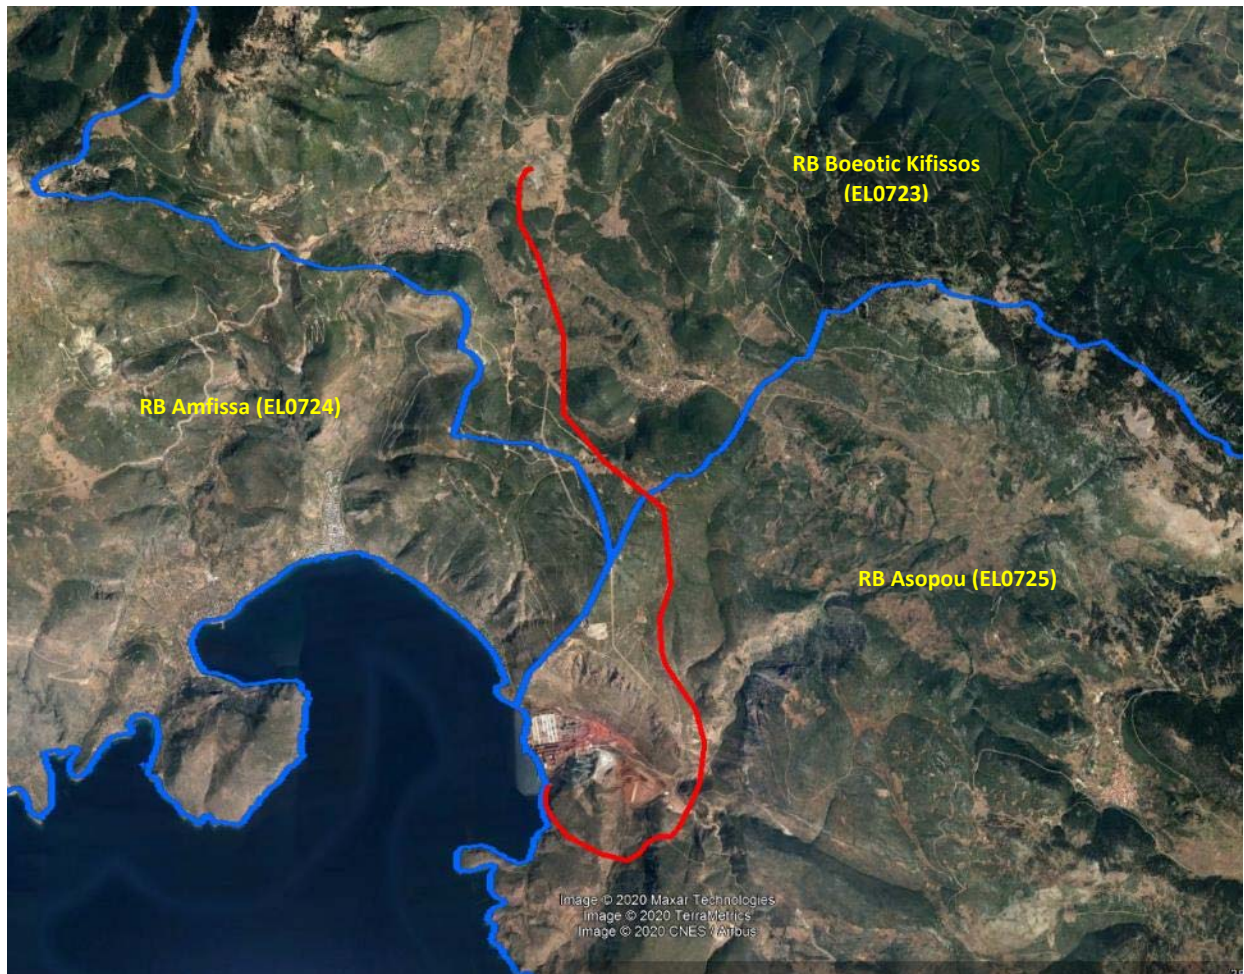 RB Boeotic Kifissos
(EL0723)
RB Amfissa (EL0724)
RB Asopou (EL0725)
Image © 2020 Maxar Technologies
Image © 2020 TerraMetrics
Image © 2020 CNES / Airbus